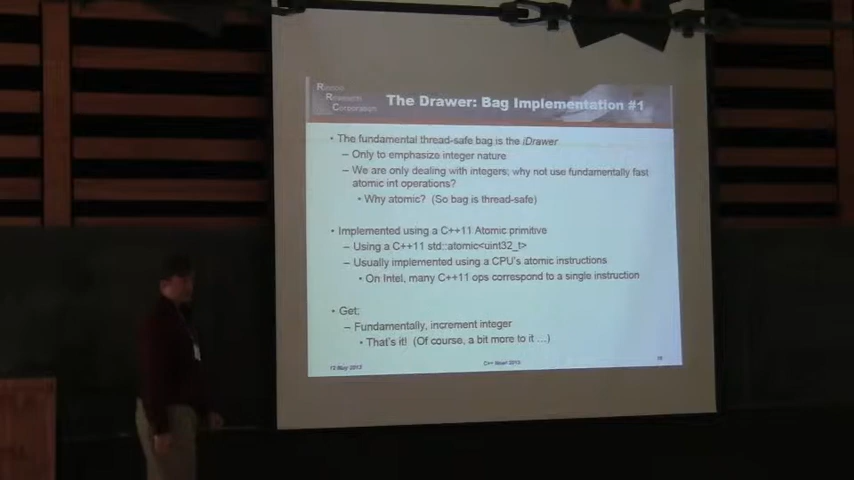 Rincon
Research
Corporation
The Drawer: Bag Implementation #1
• The fundamental thread-safe bag is the iDrawer
– Only to emphasize integer nature
– We are only dealing with integers; why not use fundamentally fast
atomic int operations?
• Why atomic? (So bag is thread-safe)
• Implemented using a C++11 Atomic primitive
– Using a C++11 std::atomic<uint32_t>
– Usually implemented using a CPU's atomic instructions
• On Intel, many C++11 ops correspond to a single instruction
• Get:
– Fundamentally, increment integer
• That's it! (Of course, a bit more to it ...)
12 May 2013
C++ Now 2013